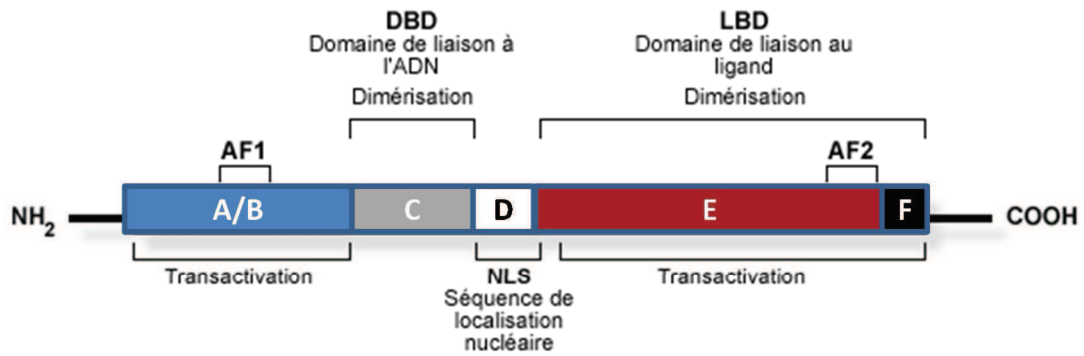 DBD
Domaine de liaison à
l'ADN
Dimérisation
LBD
Domaine de liaison au
ligand
Dimérisation
AF1
AF2
NH2
A/B
C
D
E
F
COOH
Transactivation
NLS
Séquence de
localisation
nucléaire
Transactivation